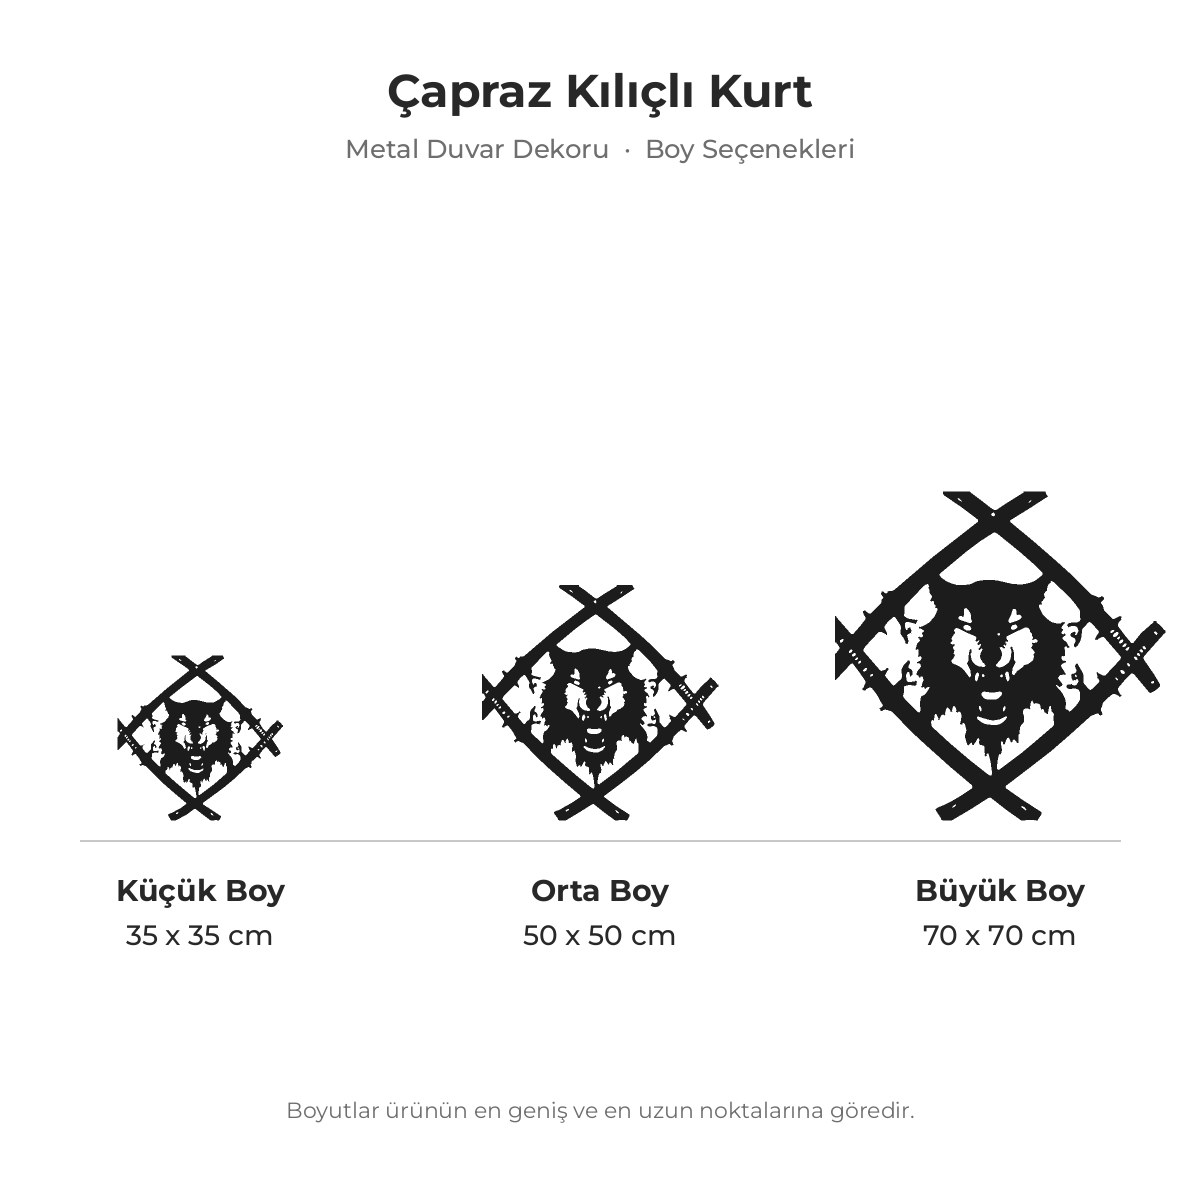 Çapraz Kılıçlı Kurt
Metal Duvar Dekoru · Boy Seçenekleri
Küçük Boy
35 x 35 cm
Orta Boy
50 x 50 cm
Büyük Boy
70 x 70 cm
Boyutlar ürünün en geniş ve en uzun noktalarına göredir.